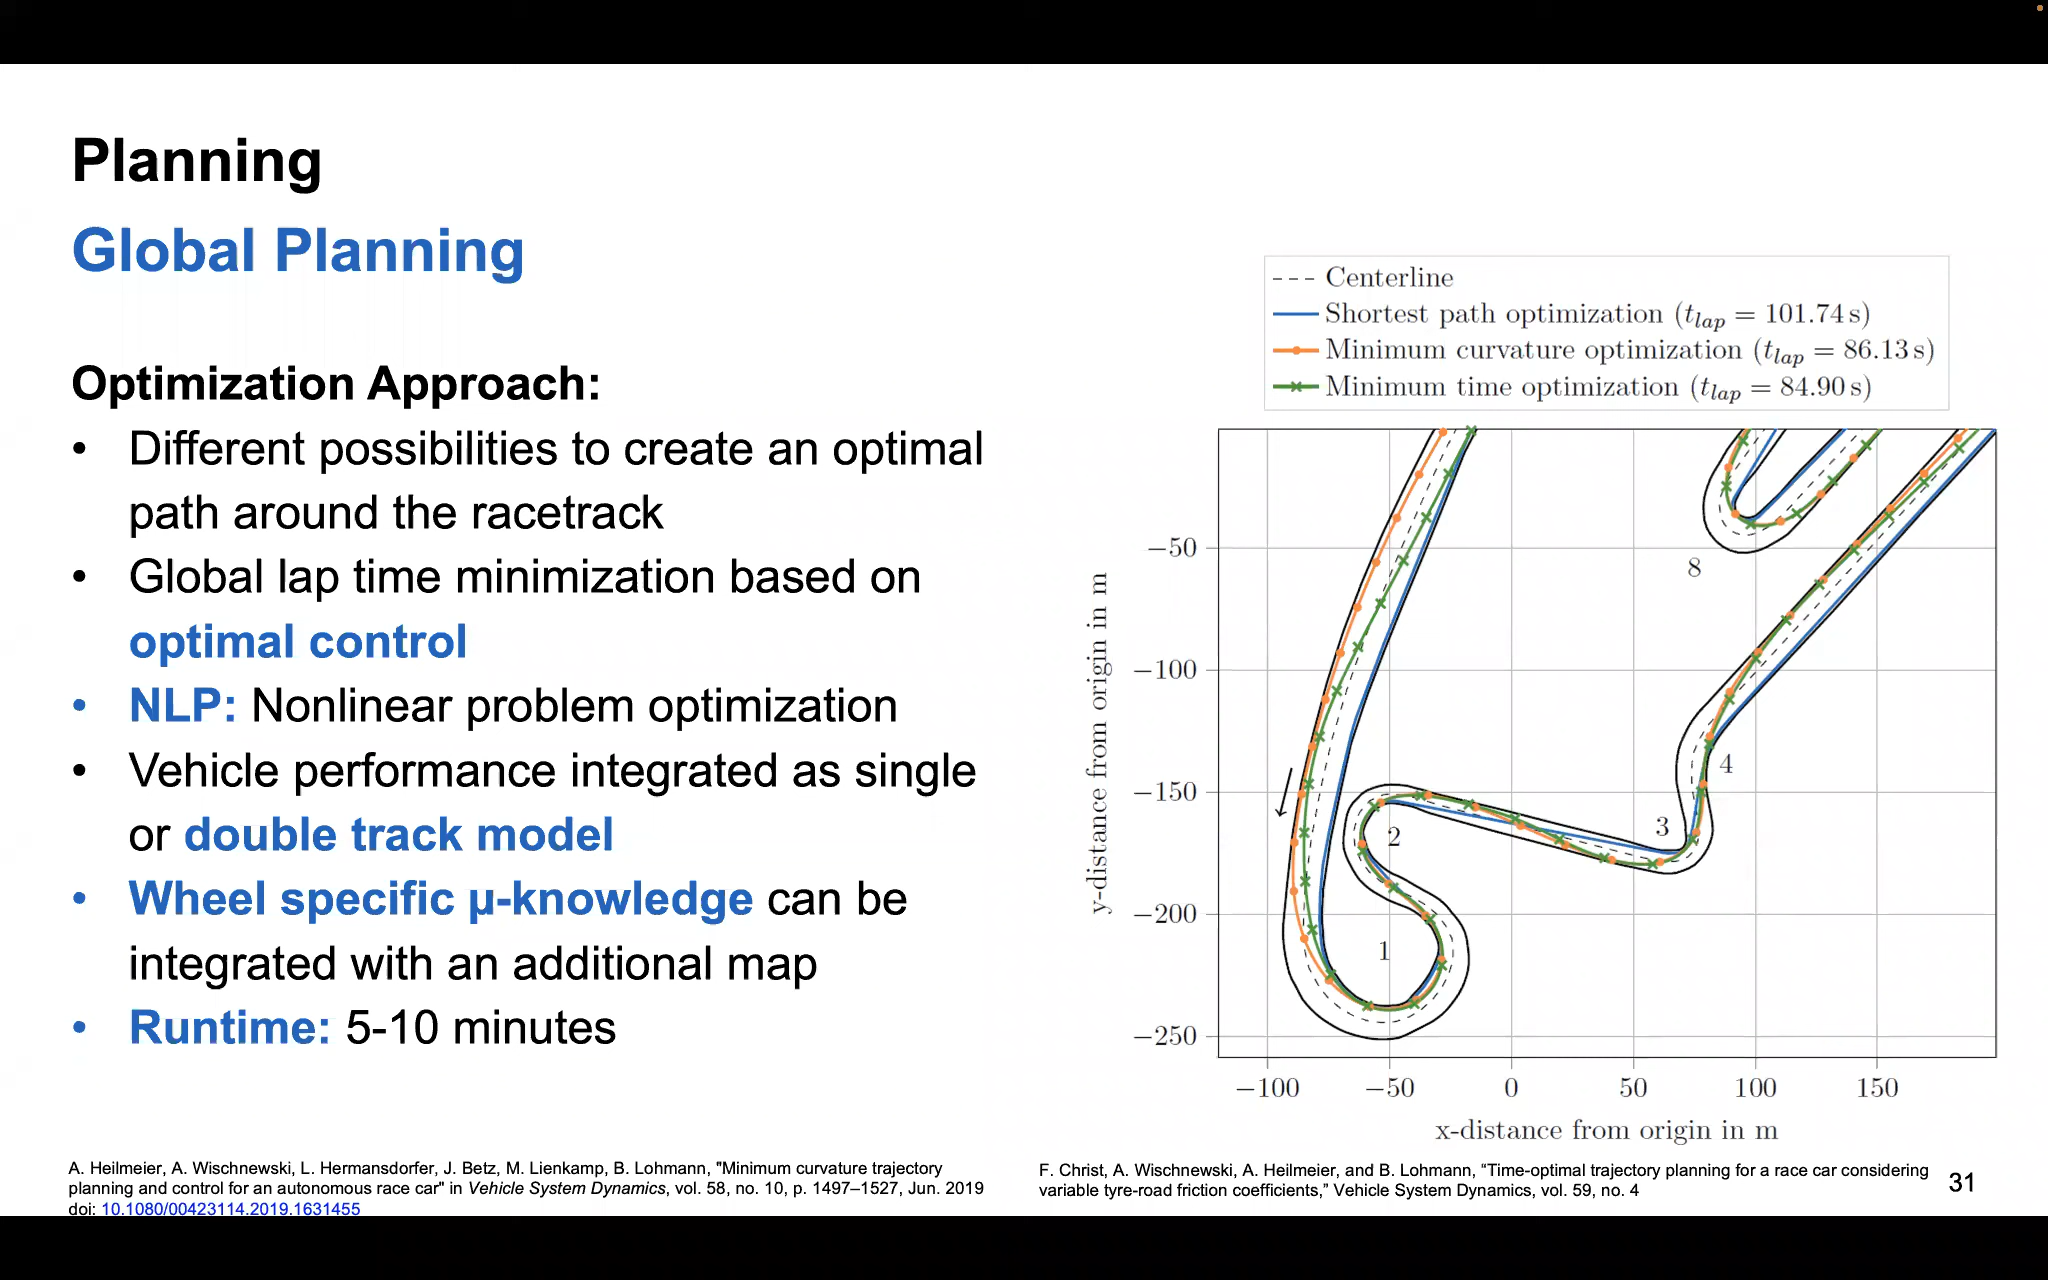 Planning
Global Planning
Optimization Approach:
• Different possibilities to create an optimal
path around the racetrack
• Global lap time minimization based on
optimal control
• NLP: Nonlinear problem optimization
• Vehicle performance integrated as single
or double track model
• Wheel specific µ-knowledge can be
integrated with an additional map
• Runtime: 5-10 minutes
Centerline
Shortest path optimization (tlap = 101.74 s)
Minimum curvature optimization (tlap = 86.13 s)
Minimum time optimization (tlap = 84.90 s)
y-distance from origin in m
−50
−100
−150
−200
−250
8
4
3
2
1
−100 −50 0 50 100 150
x-distance from origin in m
A. Heilmeier, A. Wischnewski, L. Hermansdorfer, J. Betz, M. Lienkamp, B. Lohmann, "Minimum curvature trajectory
planning and control for an autonomous race car" in Vehicle System Dynamics, vol. 58, no. 10, p. 1497–1527, Jun. 2019
doi: 10.1080/00423114.2019.1631455
F. Christ, A. Wischnewski, A. Heilmeier, and B. Lohmann, “Time-optimal trajectory planning for a race car considering
variable tyre-road friction coefficients,” Vehicle System Dynamics, vol. 59, no. 4
31